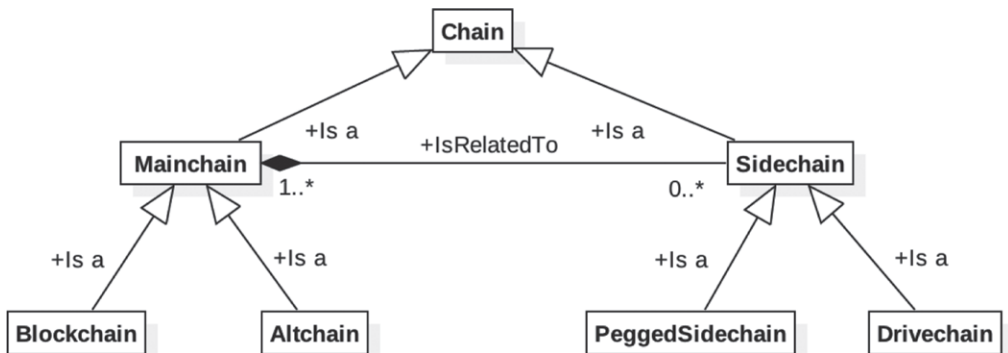 Chain
+Is a
+Is a
+IsRelatedTo
Mainchain
Sidechain
1..*
0..*
+Is a
+Is a
+Is a
+Is a
Blockchain
Altchain
PeggedSidechain
Drivechain